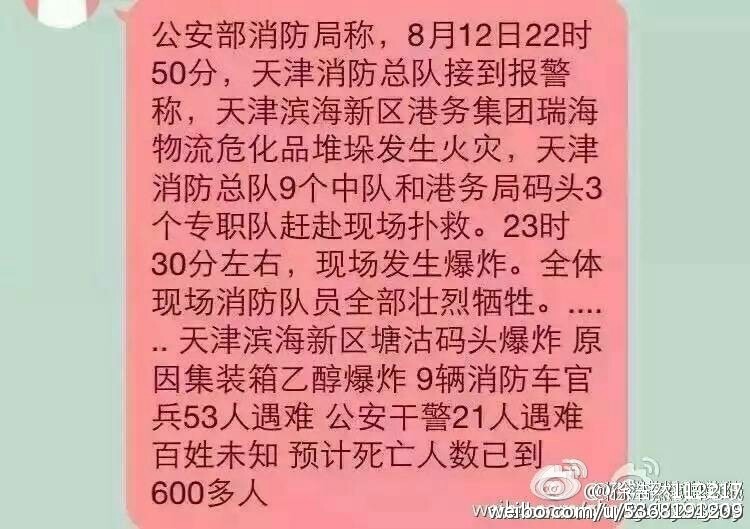 公安部消防局称，8月12日22时
50分，天津消防总队接到报警
称，天津滨海新区港务集团瑞海
物流危化品堆垛发生火灾，天津
消防总队9个中队和港务局码头3
个专职队赶赴现场扑救。23时
30分左右，现场发生爆炸。全体
现场消防队员全部壮烈牺牲。.....
.. 天津滨海新区塘沽码头爆炸 原
因集装箱乙醇爆炸 9辆消防车官
兵53人遇难 公安干警21人遇难
百姓未知 预计死亡人数已到
600多人
weibo.com/u/5368191209